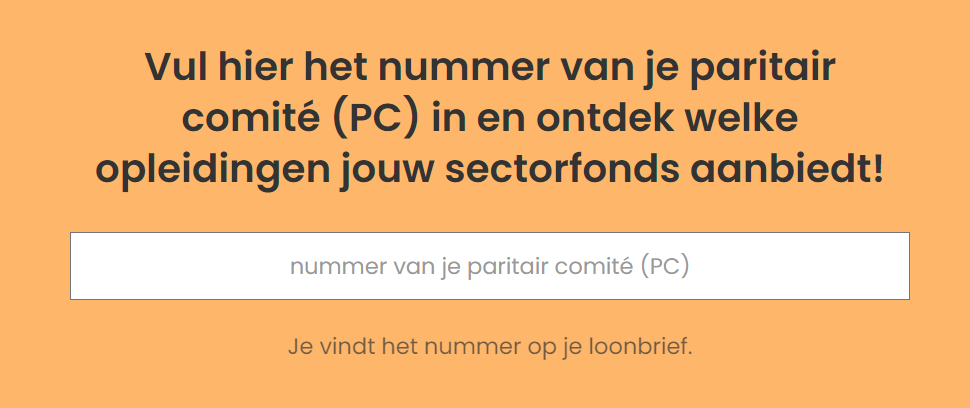 Vul hier het nummer van je paritair
comité (PC) in en ontdek welke
opleidingen jouw sectorfonds aanbiedt!
nummer van je paritair comité (PC)
Je vindt het nummer op je loonbrief.